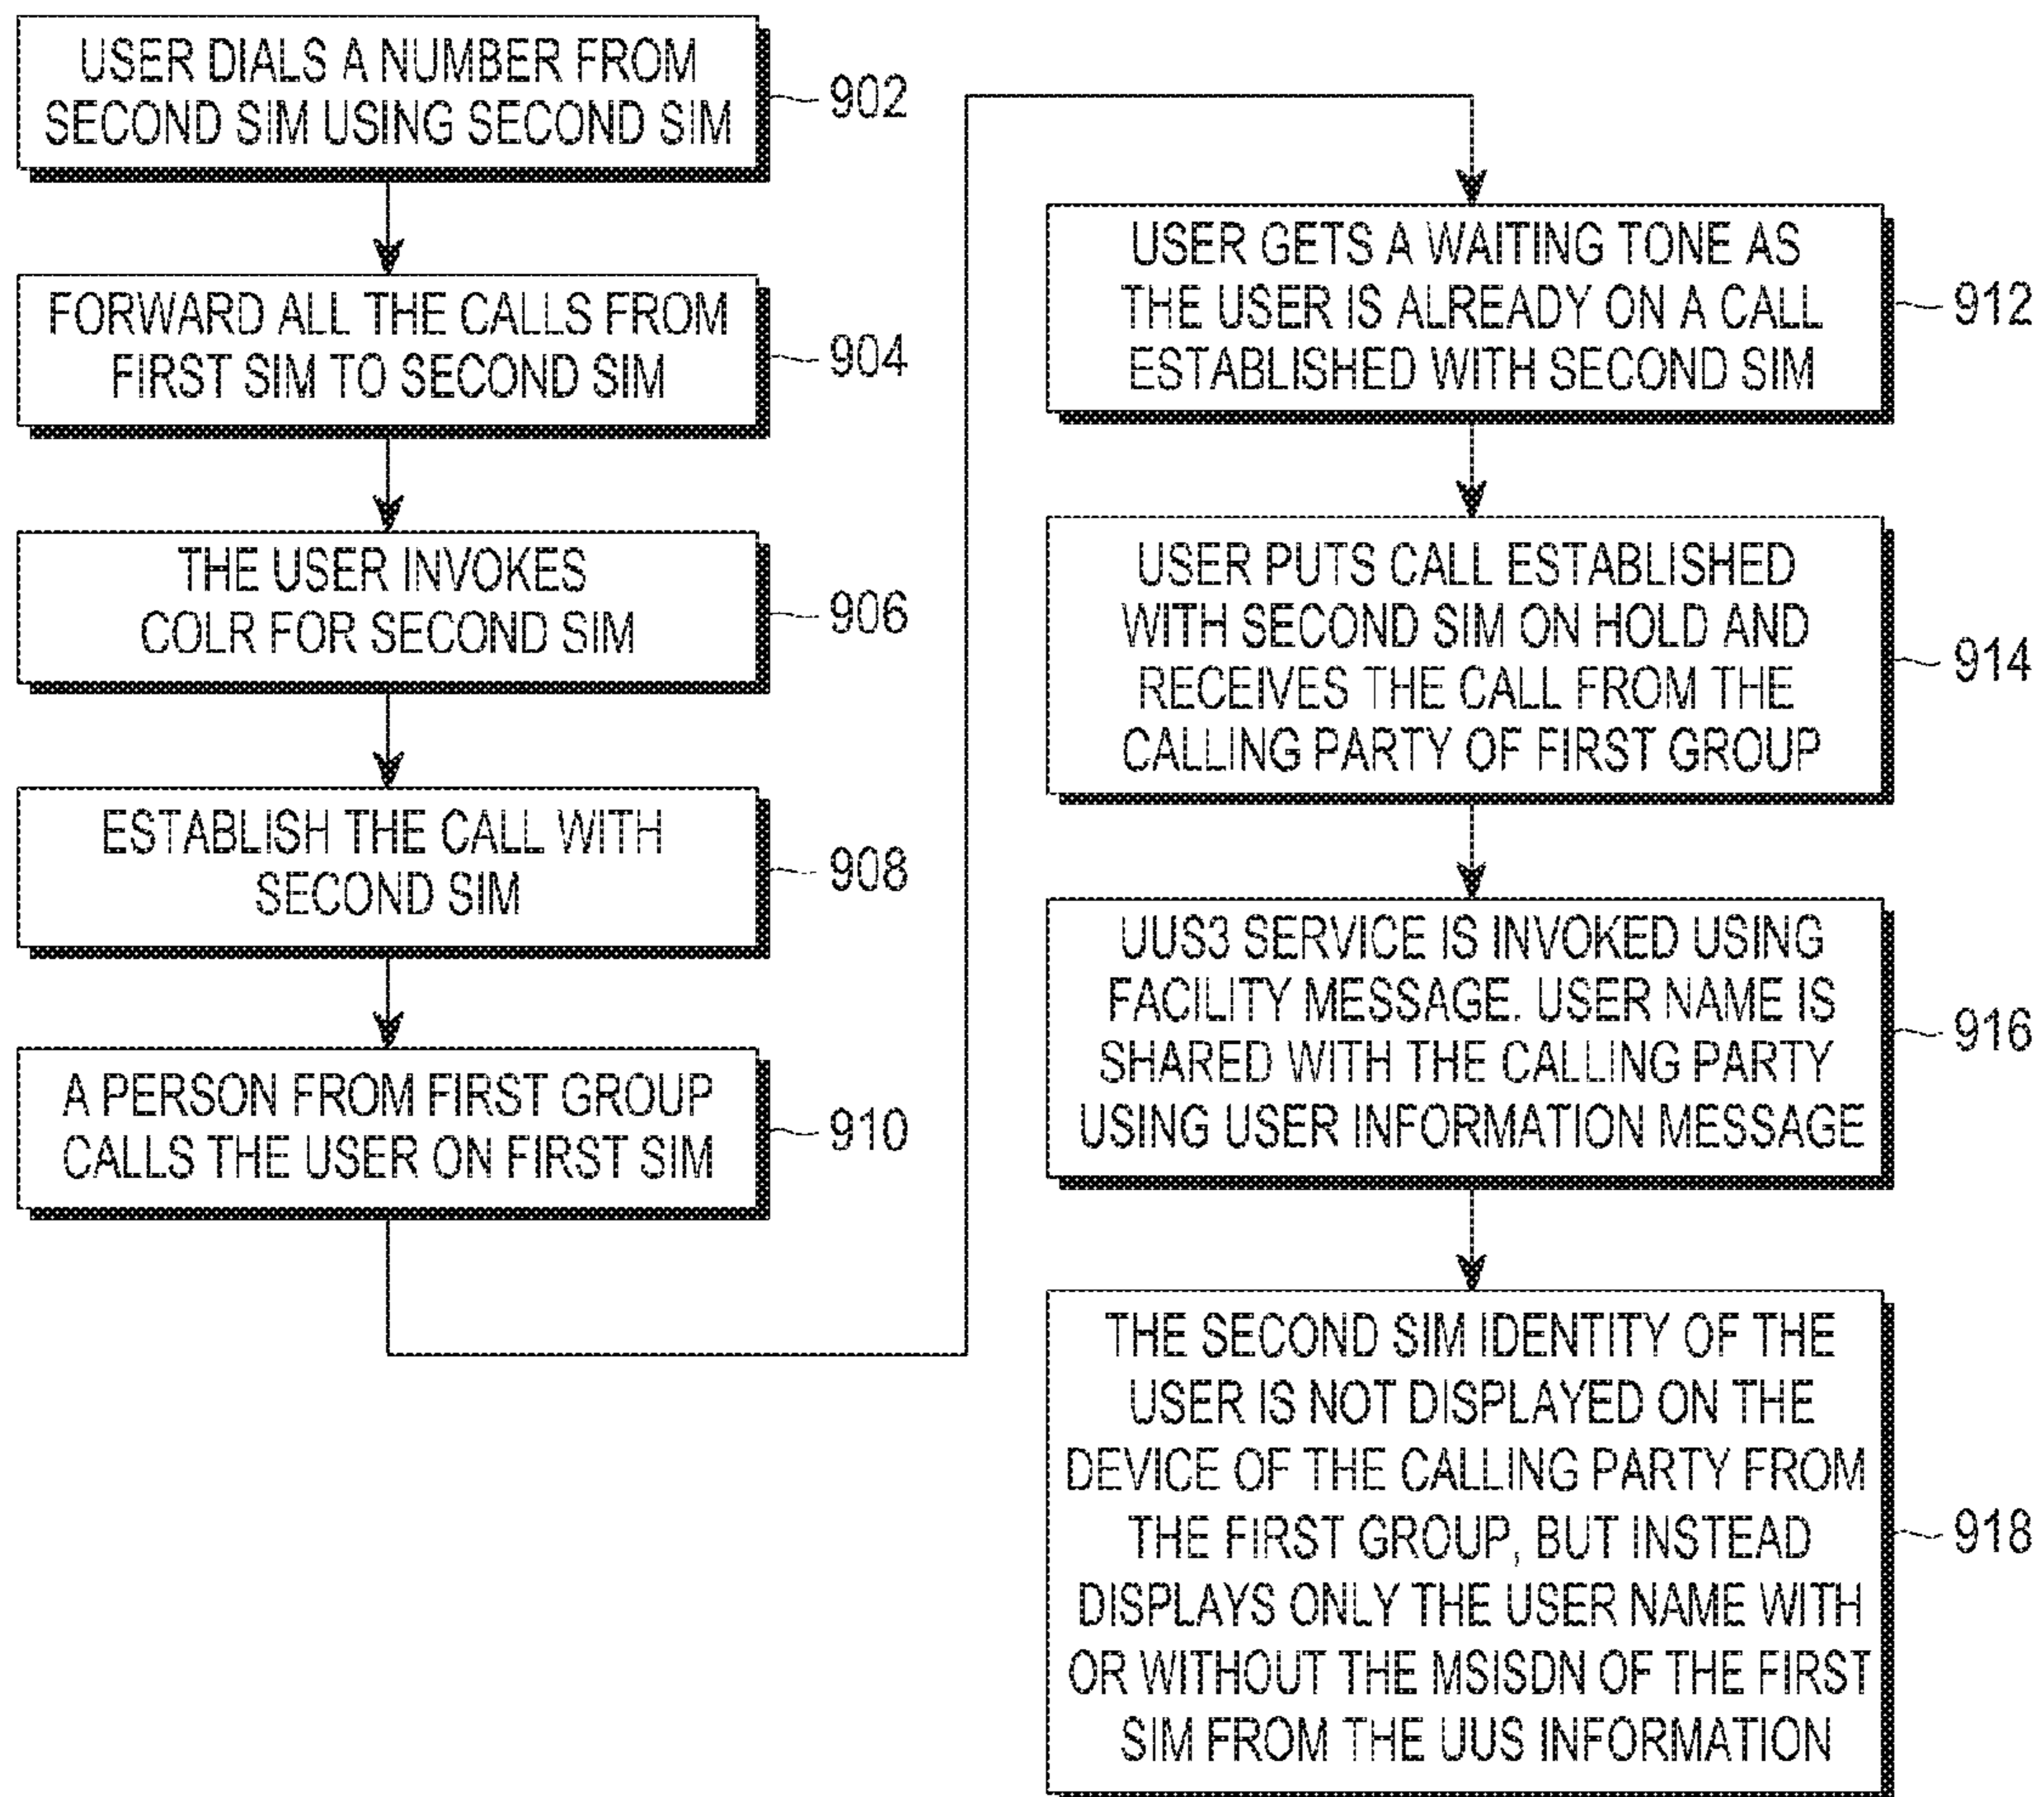 USER DIALS A NUMBER FROM
SECOND SIM USING SECOND SIM
902
FORWARD ALL THE CALLS FROM
FIRST SIM TO SECOND SIM
904
THE USER INVOKES
COLR FOR SECOND SIM
906
ESTABLISH THE CALL WITH
SECOND SIM
908
A PERSON FROM FIRST GROUP
CALLS THE USER ON FIRST SIM
910
USER GETS A WAITING TONE AS
THE USER IS ALREADY ON A CALL
ESTABLISHED WITH SECOND SIM
912
USER PUTS CALL ESTABLISHED
WITH SECOND SIM ON HOLD AND
RECEIVES THE CALL FROM THE
CALLING PARTY OF FIRST GROUP
914
UUS3 SERVICE IS INVOKED USING
FACILITY MESSAGE. USER NAME IS
SHARED WITH THE CALLING PARTY
USING USER INFORMATION MESSAGE
916
THE SECOND SIM IDENTITY OF THE
USER IS NOT DISPLAYED ON THE
DEVICE OF THE CALLING PARTY FROM
THE FIRST GROUP, BUT INSTEAD
DISPLAYS ONLY THE USER NAME WITH
OR WITHOUT THE MSISDN OF THE FIRST
SIM FROM THE UUS INFORMATION
918